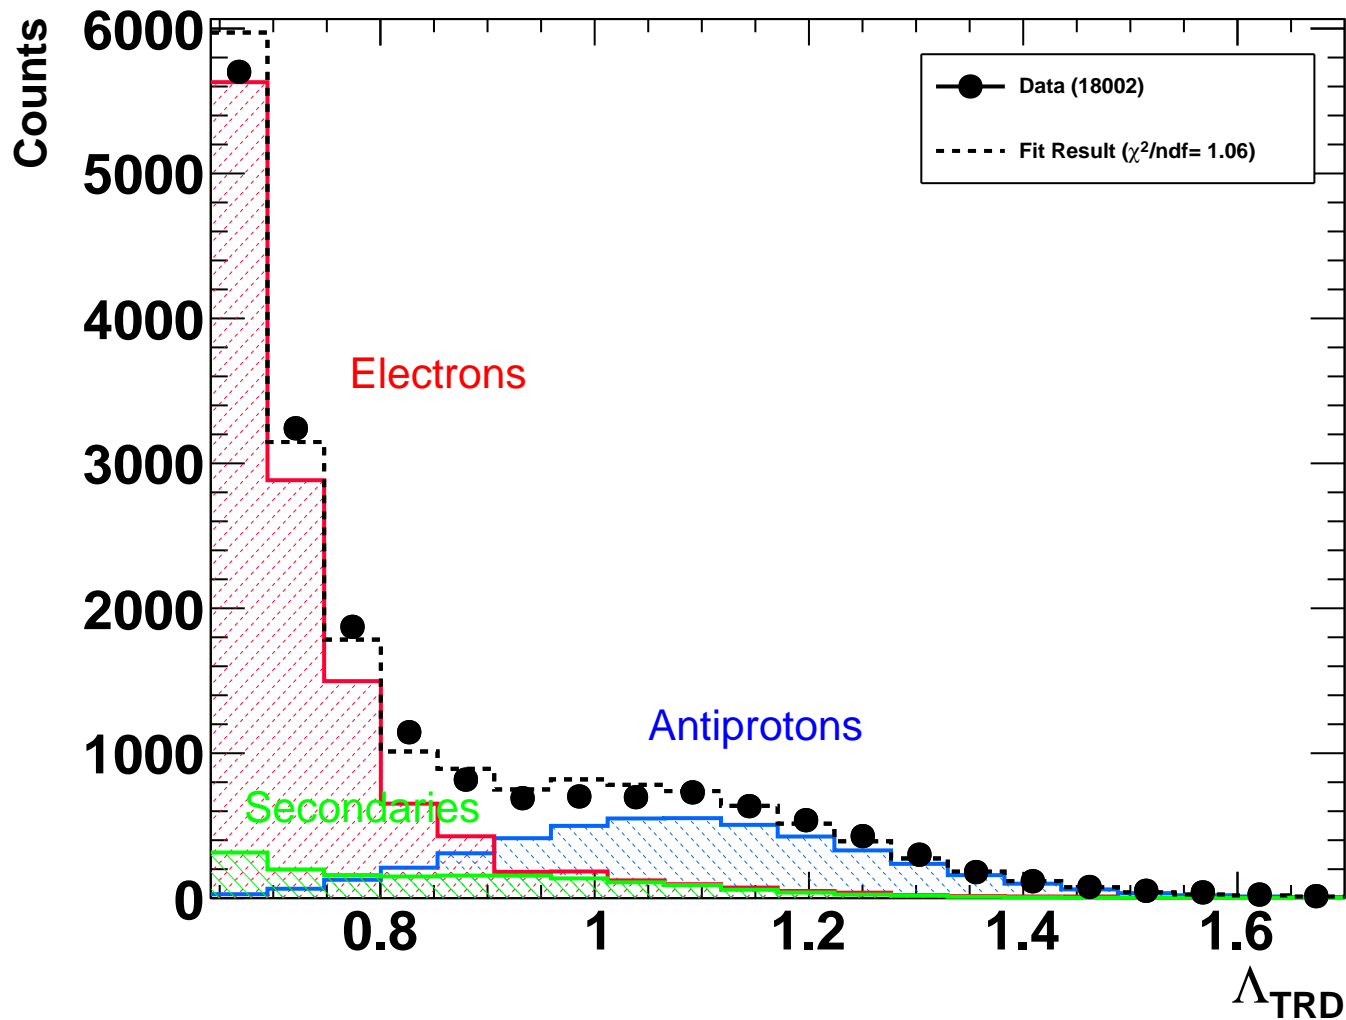 Counts
6000
5000
4000
3000
2000
1000
0
Data (18002)
Fit Result (χ²/ndf= 1.06)
Electrons
Antiprotons
Secondaries
0.8 1 1.2 1.4 1.6
Λ_TRD